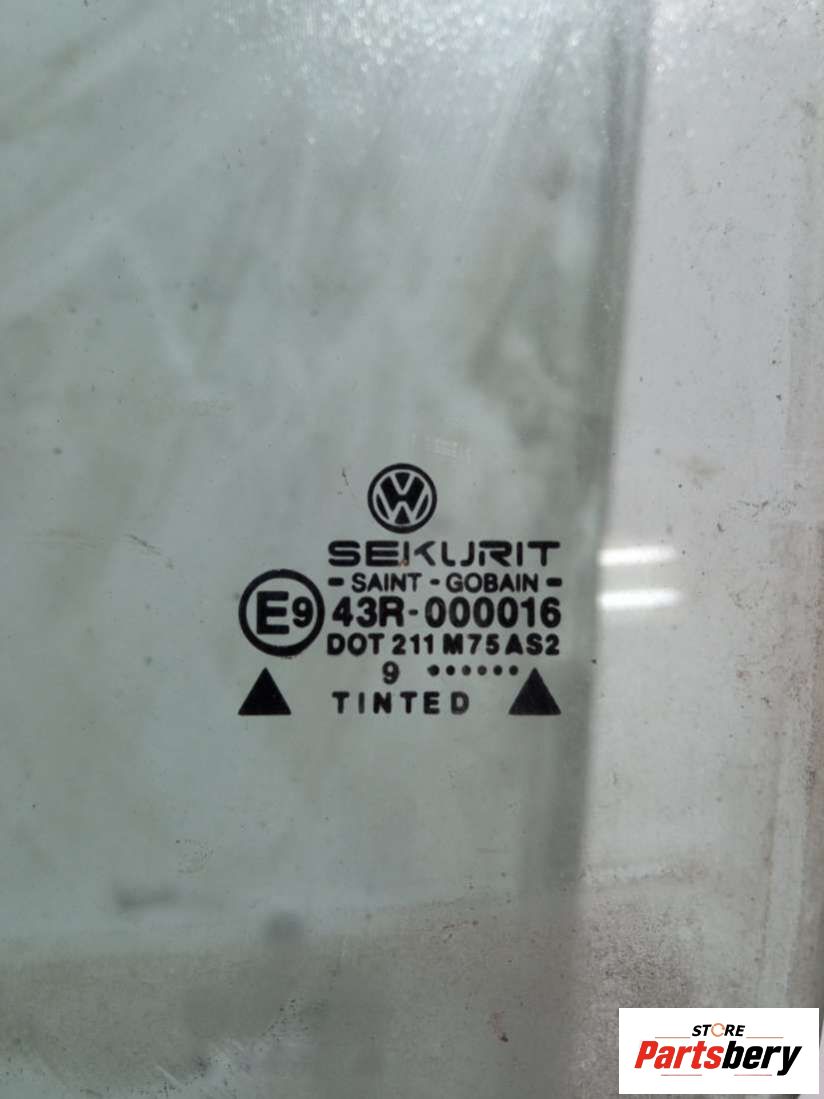 SEKURIT
- SAINT - GOBAIN -
E9 43R-000016
DOT 211 M75 AS2
9 ••••••
TINTED
STORE
Partsbery